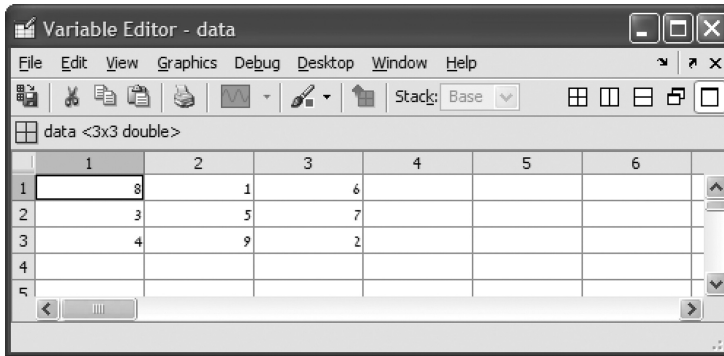 Variable Editor - data
File Edit View Graphics Debug Desktop Window Help
Stack: Base
data <3x3 double>
1 2 3 4 5 6
1 8 1 6
2 3 5 7
3 4 9 2
4
5